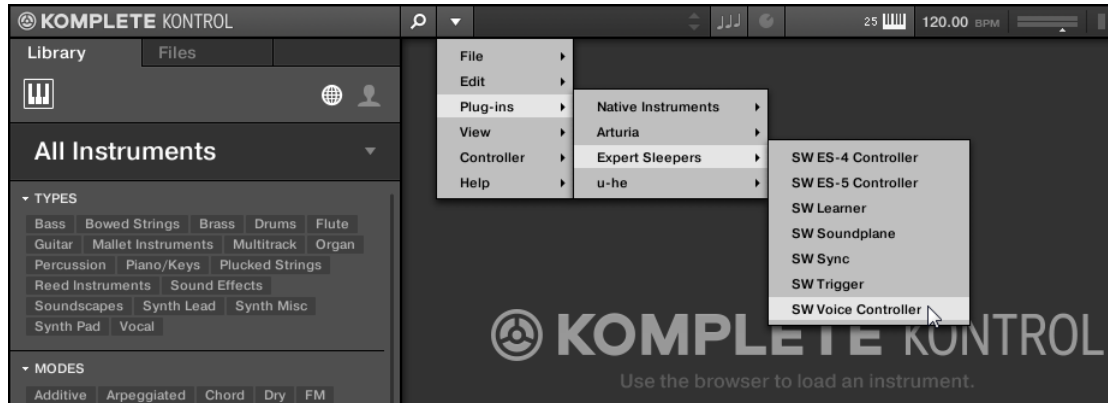 KOMPLETE KONTROL
25
120.00 BPM
Library
Files
All Instruments
TYPES
Bass Bowed Strings Brass Drums Flute
Guitar Mallet Instruments Multitrack Organ
Percussion Piano/Keys Plucked Strings
Reed Instruments Sound Effects
Soundscapes Synth Lead Synth Misc
Synth Pad Vocal
MODES
Additive Arpeggiated Chord Dry FM
File
Edit
Plug-ins
View
Controller
Help
Native Instruments
Arturia
Expert Sleepers
u-he
SW ES-4 Controller
SW ES-5 Controller
SW Learner
SW Soundplane
SW Sync
SW Trigger
SW Voice Controller
KOMPLETE KONTROL
Use the browser to load an instrument.